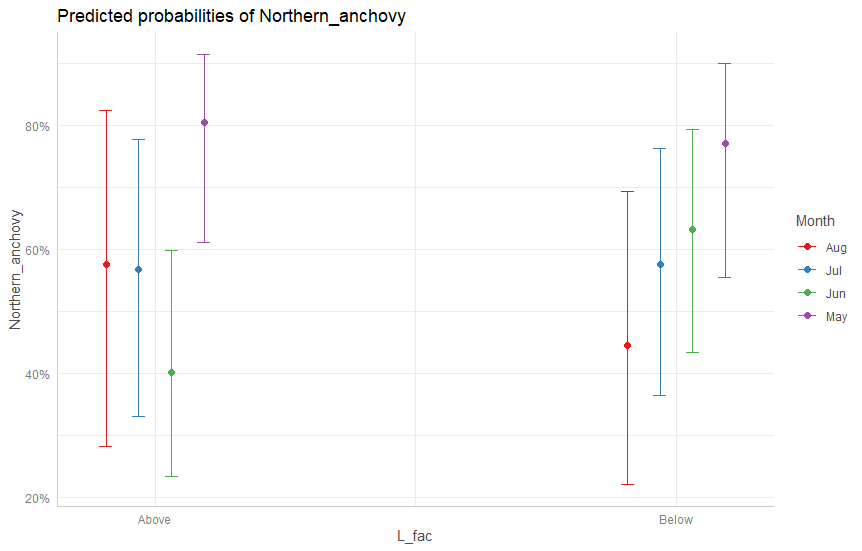 Predicted probabilities of Northern_anchovy
Northern_anchovy
80%
60%
40%
20%
Above
Below
L_fac
Month
Aug
Jul
Jun
May